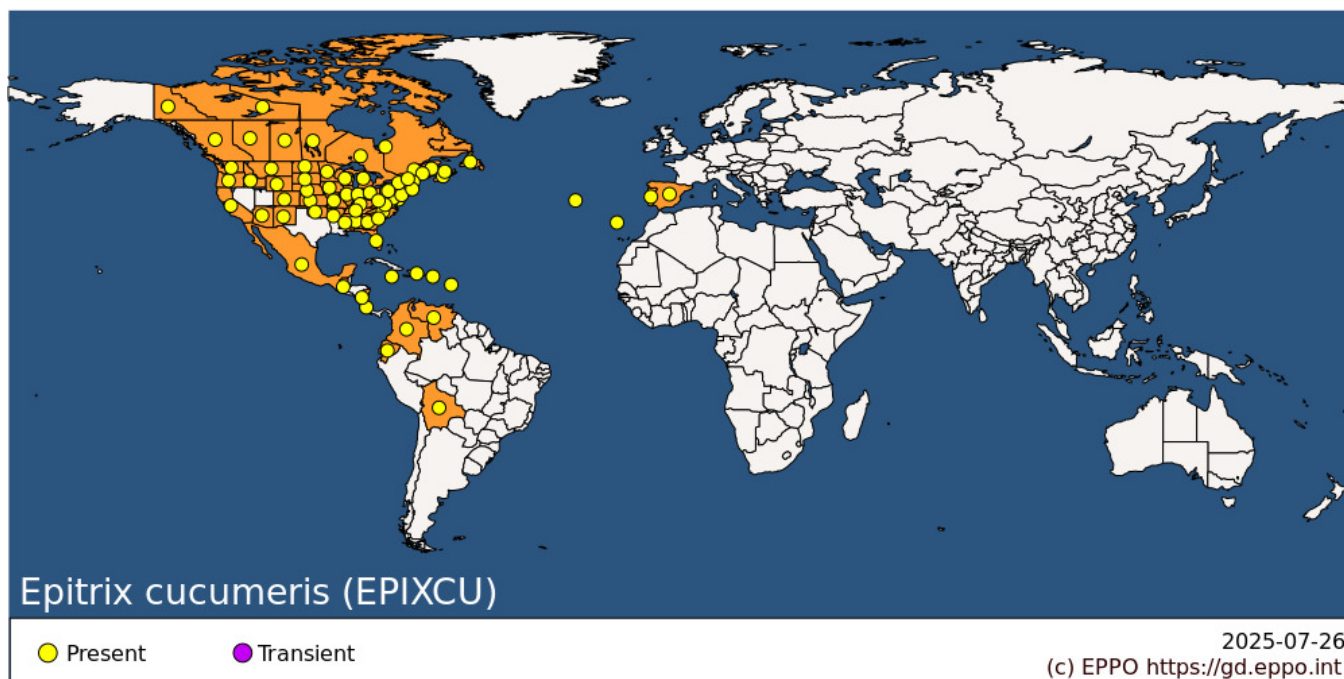 Epitrix cucumeris (EPIXCU)
Present
Transient
2025-07-26
(c) EPPO https://gd.eppo.int